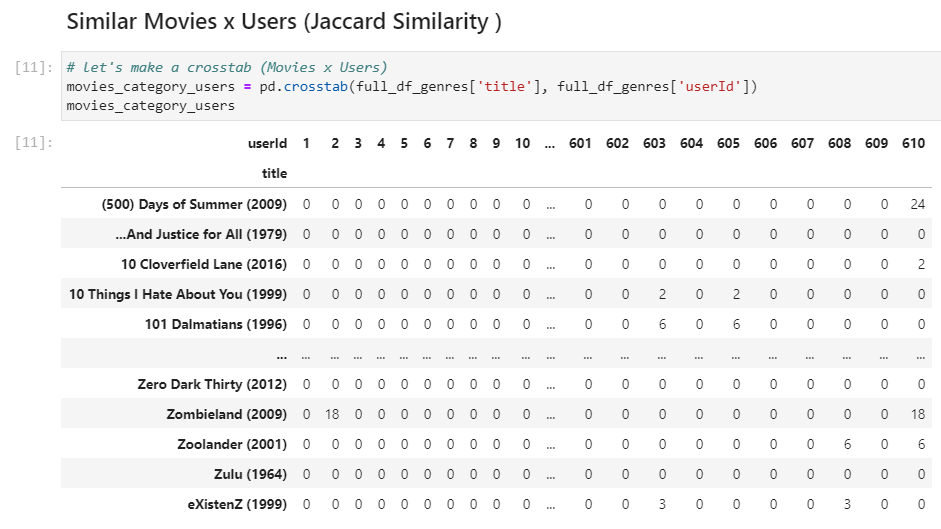 Similar Movies x Users (Jaccard Similarity )
[11]: # let's make a crosstab (Movies x Users)
movies_category_users = pd.crosstab(full_df_genres['title'], full_df_genres['userId'])
movies_category_users
[11]: userId 1 2 3 4 5 6 7 8 9 10 ... 601 602 603 604 605 606 607 608 609 610
title
(500) Days of Summer (2009) 0 0 0 0 0 0 0 0 0 0 ... 0 0 0 0 0 0 0 0 0 24
...And Justice for All (1979) 0 0 0 0 0 0 0 0 0 0 ... 0 0 0 0 0 0 0 0 0 0
10 Cloverfield Lane (2016) 0 0 0 0 0 0 0 0 0 0 ... 0 0 0 0 0 0 0 0 0 2
10 Things I Hate About You (1999) 0 0 0 0 0 0 0 0 0 0 ... 0 0 2 0 2 0 0 0 0 0
101 Dalmatians (1996) 0 0 0 0 0 0 0 0 0 0 ... 0 0 6 0 6 0 0 0 0 0
... ... ... ... ... ... ... ... ... ... ... ... ... ... ... ... ... ... ... ... ... ...
Zero Dark Thirty (2012) 0 0 0 0 0 0 0 0 0 0 ... 0 0 0 0 0 0 0 0 0 0
Zombieland (2009) 0 18 0 0 0 0 0 0 0 0 ... 0 0 0 0 0 0 0 0 0 18
Zoolander (2001) 0 0 0 0 0 0 0 0 0 0 ... 0 0 0 0 0 0 0 6 0 6
Zulu (1964) 0 0 0 0 0 0 0 0 0 0 ... 0 0 0 0 0 0 0 0 0 0
eXistenZ (1999) 0 0 0 0 0 0 0 0 0 0 ... 0 0 3 0 0 0 0 3 0 0